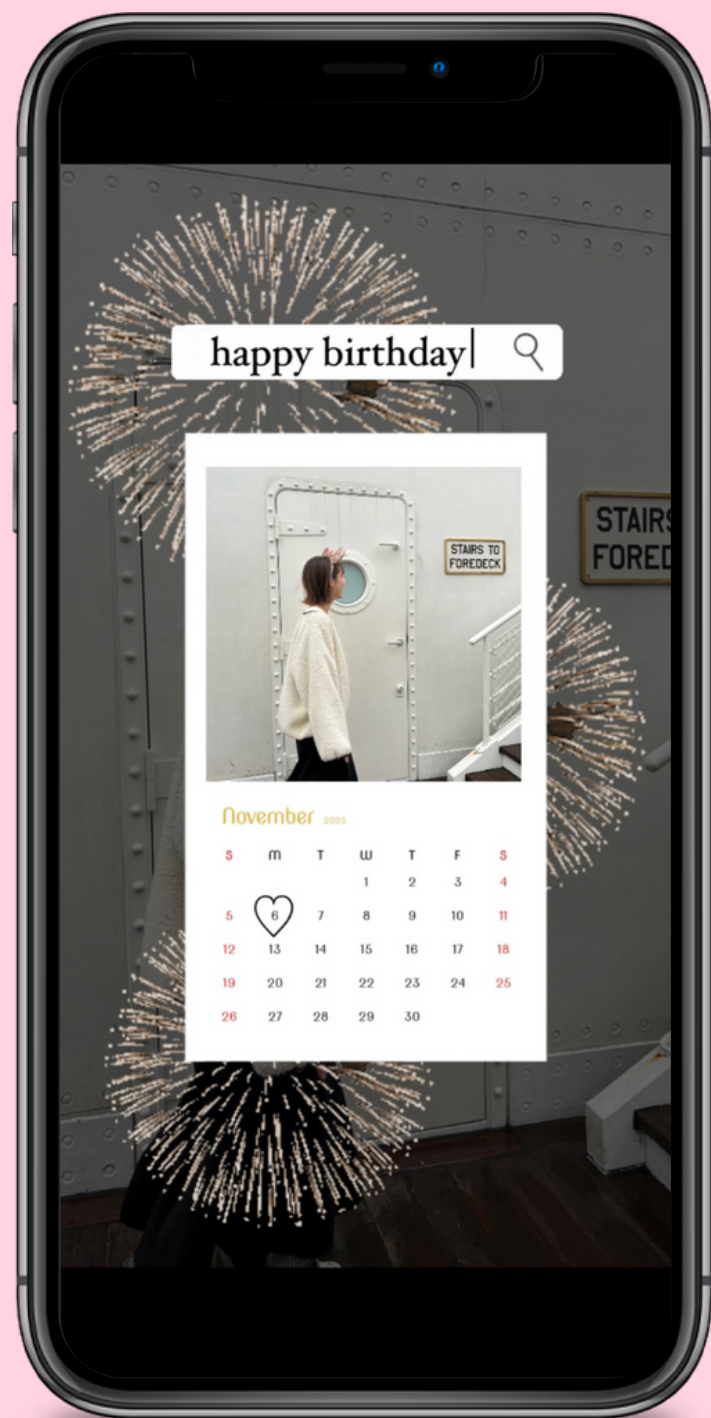 happy birthday
STAIRS
FORED
STAIRS TO
FOREDECK
November 2023
S M T W T F S
1 2 3 4
5 6 7 8 9 10 11
12 13 14 15 16 17 18
19 20 21 22 23 24 25
26 27 28 29 30